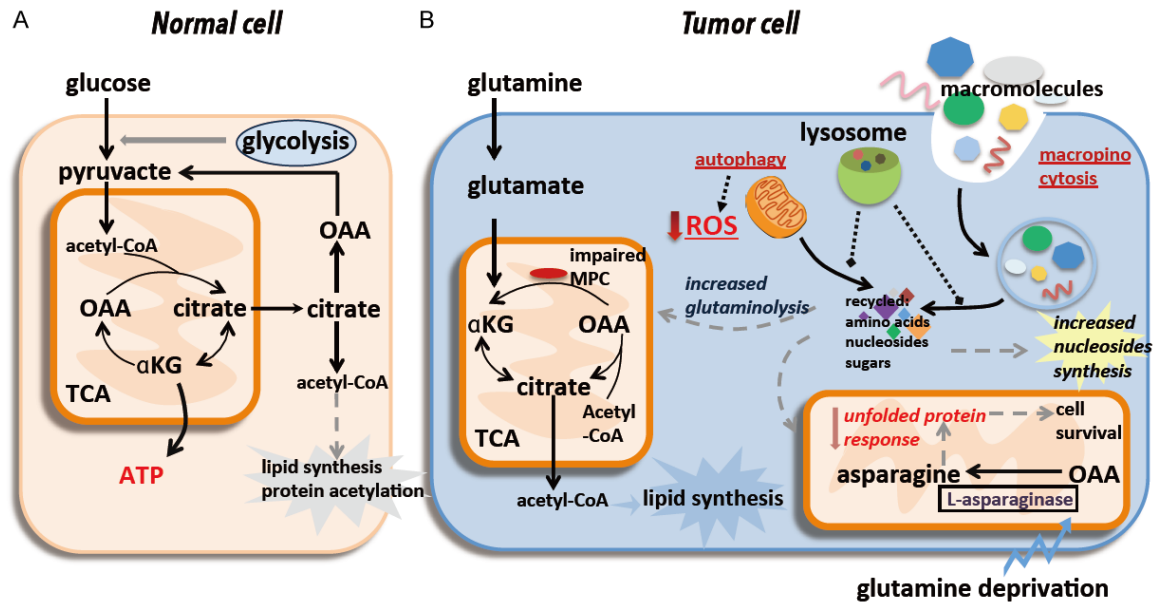 A
Normal cell
glucose
glycolysis
pyruvacte
acetyl-CoA
OAA
citrate
αKG
TCA
ATP
OAA
citrate
acetyl-CoA
lipid synthesis
protein acetylation
B
Tumor cell
glutamine
glutamate
impaired
MPC
αKG
OAA
citrate
Acetyl
-CoA
TCA
acetyl-CoA
lipid synthesis
autophagy
ROS
increased
glutaminolysis
lysosome
macromolecules
macropino
cytosis
recycled:
amino acids
nucleosides
sugars
increased
nucleosides
synthesis
unfolded protein
response
cell
survival
asparagine
OAA
L-asparaginase
glutamine deprivation